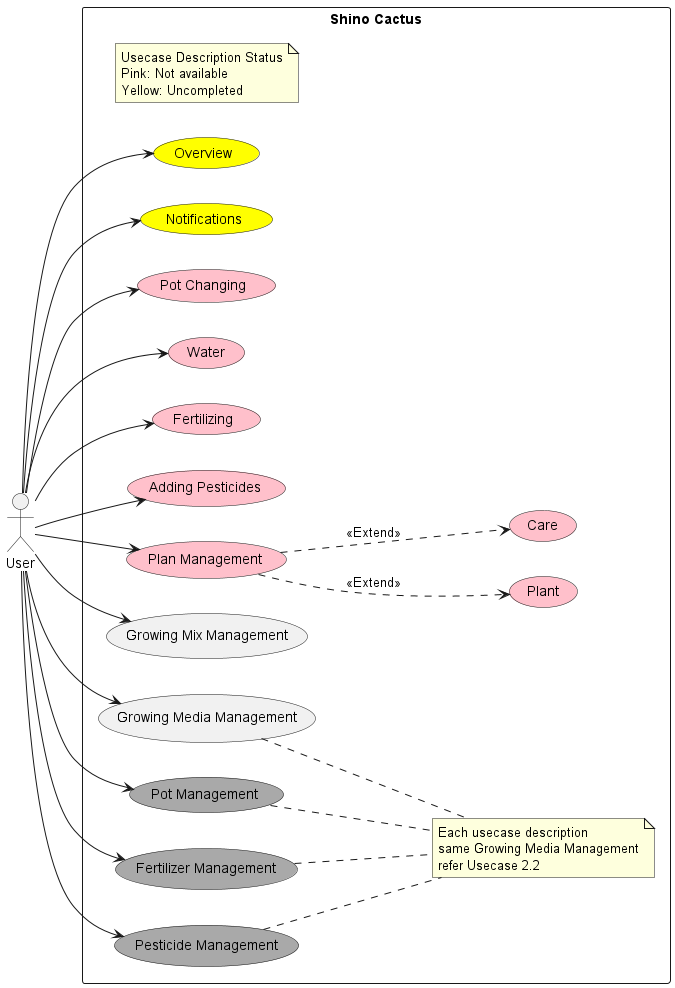 Shino Cactus
Usecase Description Status
Pink: Not available
Yellow: Uncompleted
Overview
Notifications
Pot Changing
Water
Fertilizing
Adding Pesticides
User
Plan Management
«Extend»
Care
«Extend»
Plant
Growing Mix Management
Growing Media Management
Pot Management
Each usecase description
same Growing Media Management
refer Usecase 2.2
Fertilizer Management
Pesticide Management